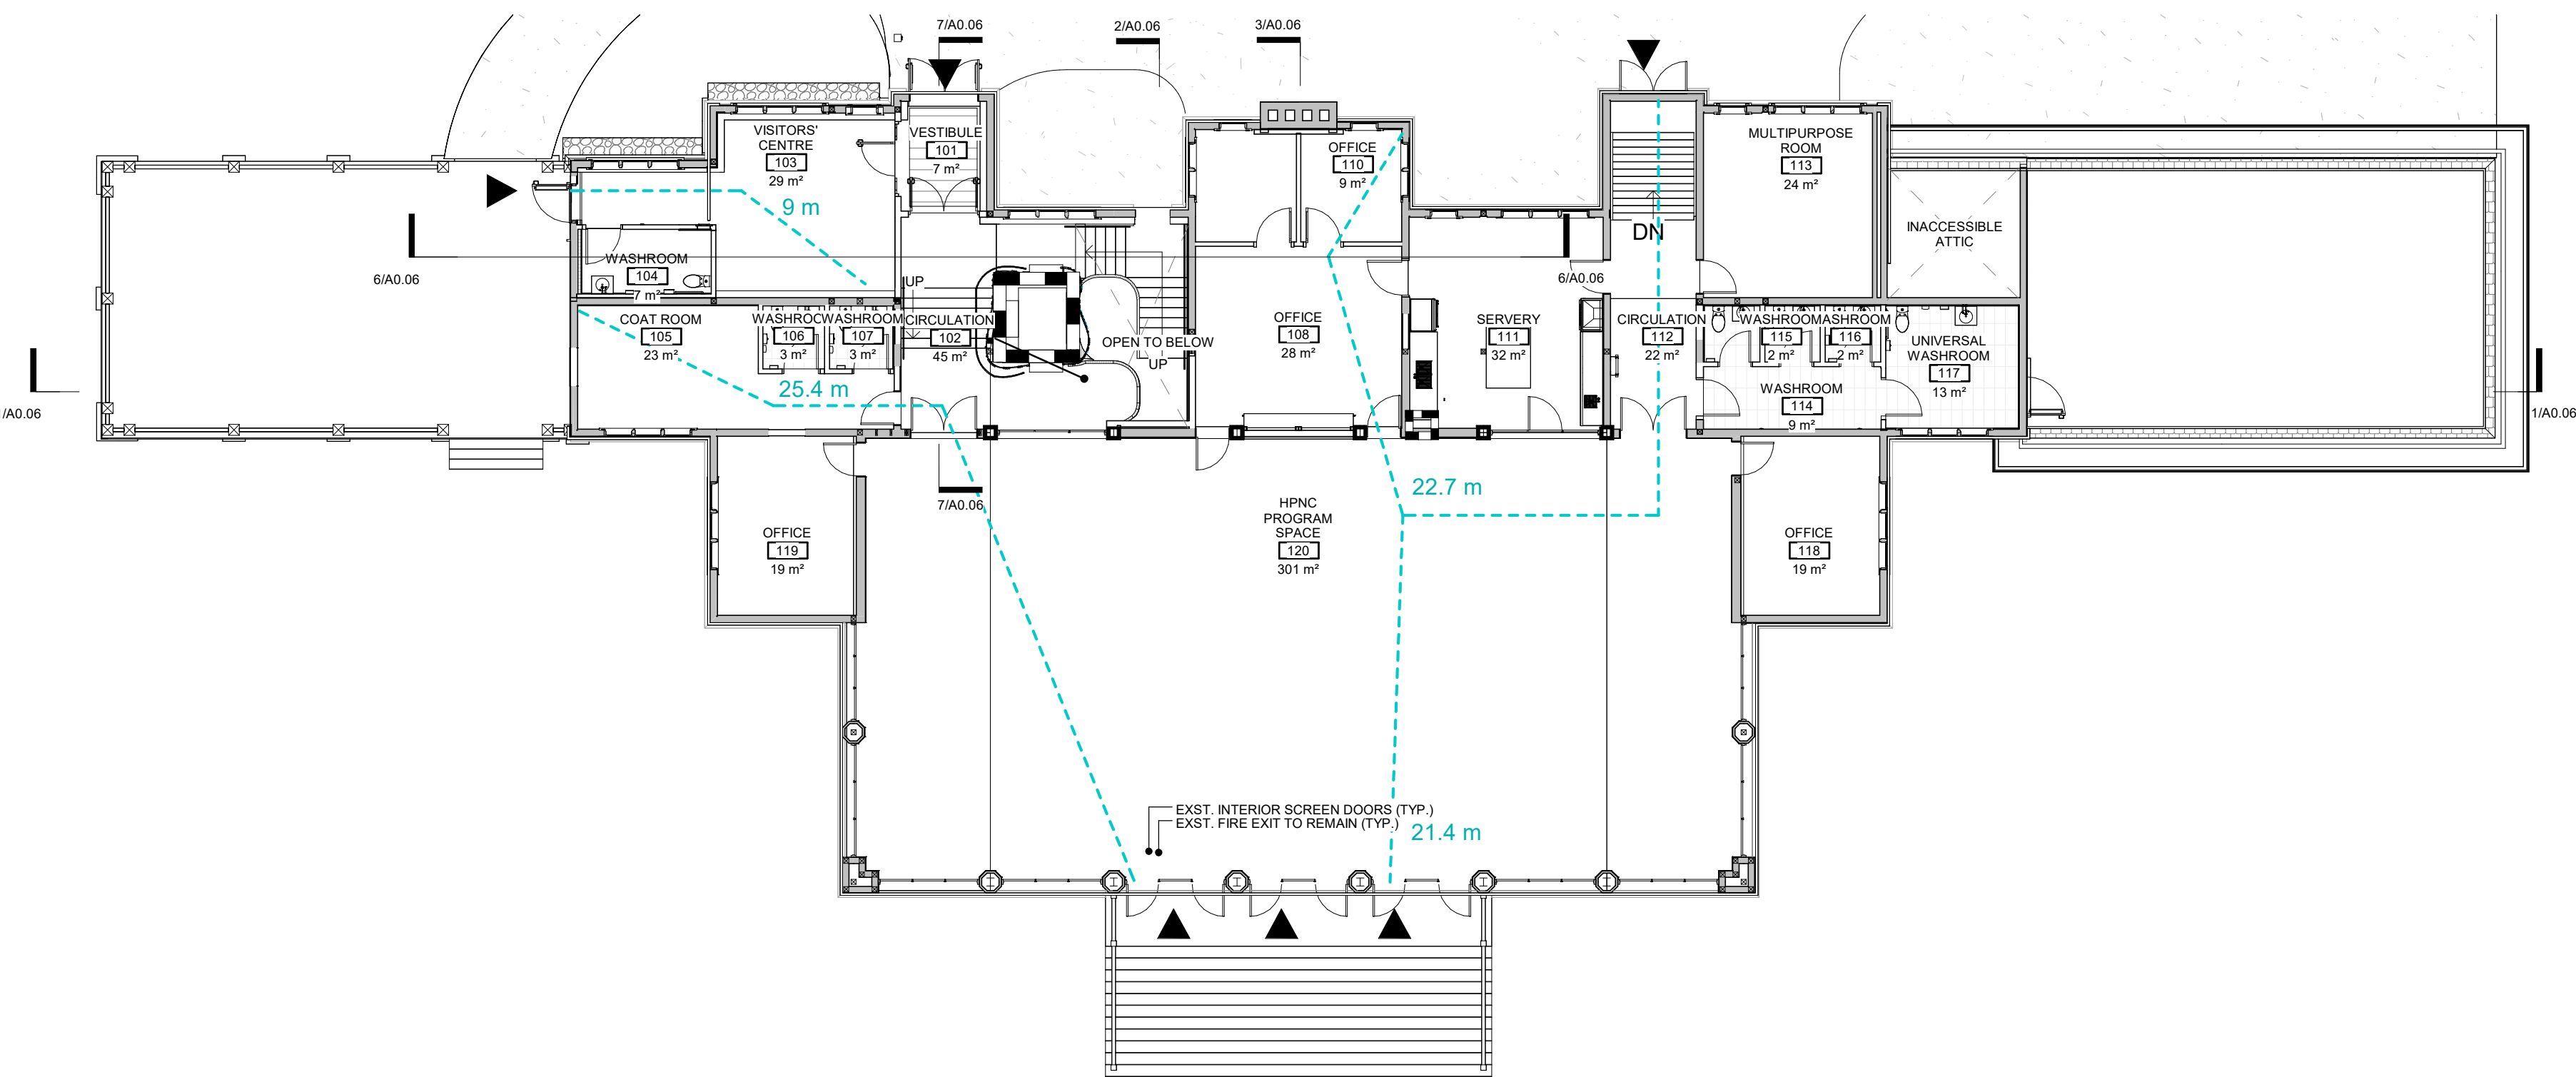 7/A0.06
2/A0.06
3/A0.06
VISITORS'
CENTRE
103
29 m²
VESTIBULE
101
7 m²
OFFICE
110
9 m²
MULTIPURPOSE
ROOM
113
24 m²
9 m
DN
INACCESSIBLE
ATTIC
WASHROOM
104
7 m²
6/A0.06
6/A0.06
UP
COAT ROOM
105
23 m²
WASHROOM
106
3 m²
WASHROOM
107
3 m²
CIRCULATION
102
45 m²
OPEN TO BELOW
UP
OFFICE
108
28 m²
SERVERY
111
32 m²
CIRCULATION
112
22 m²
WASHROOM
115
2 m²
WASHROOM
116
2 m²
UNIVERSAL
WASHROOM
117
13 m²
25.4 m
WASHROOM
114
9 m²
/A0.06
1/A0.06
7/A0.06
22.7 m
HPNC
PROGRAM
SPACE
120
301 m²
OFFICE
119
19 m²
OFFICE
118
19 m²
EXST. INTERIOR SCREEN DOORS (TYP.)
EXST. FIRE EXIT TO REMAIN (TYP.)
21.4 m